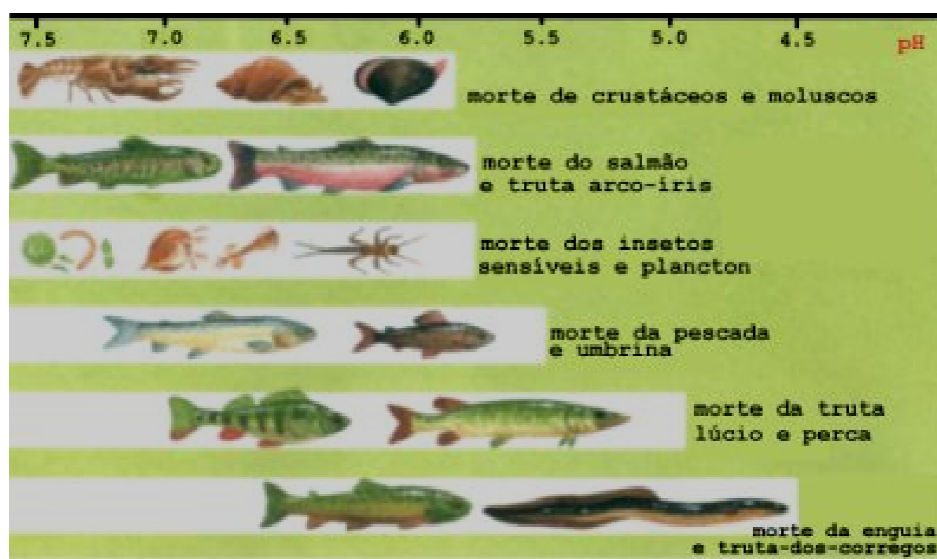 7.5 7.0 6.5 6.0 5.5 5.0 4.5 pH
morte de crustáceos e moluscos
morte do salmão
e truta arco-íris
morte dos insetos
sensíveis e plancton
morte da pescada
e umbrina
morte da truta
lúcio e perca
morte da enguia
e truta-dos-corregos